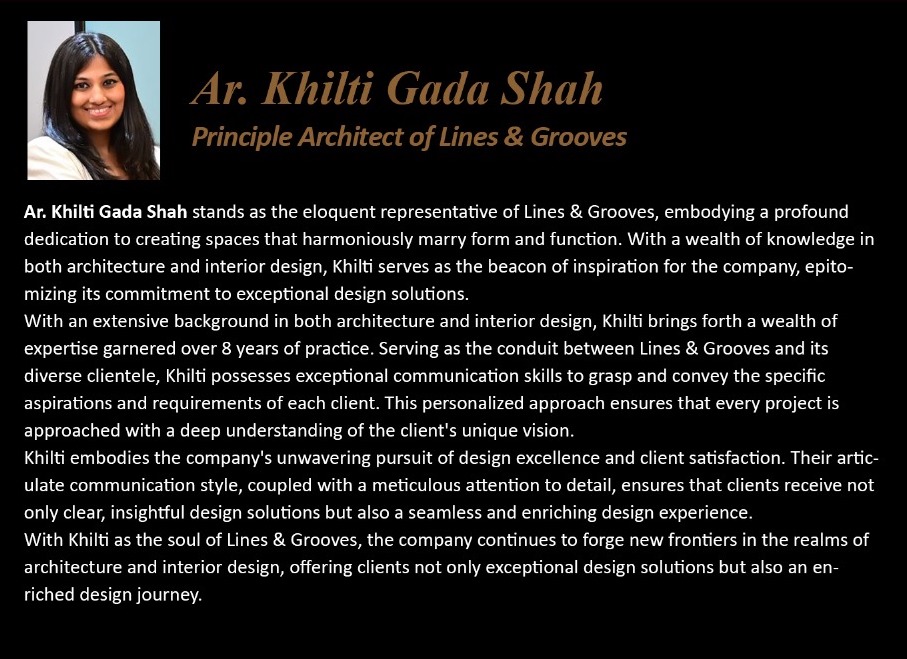 Ar. Khilti Gada Shah
Principle Architect of Lines & Grooves
Ar. Khilti Gada Shah stands as the eloquent representative of Lines & Grooves, embodying a profound
dedication to creating spaces that harmoniously marry form and function. With a wealth of knowledge in
both architecture and interior design, Khilti serves as the beacon of inspiration for the company, epito-
mizing its commitment to exceptional design solutions.
With an extensive background in both architecture and interior design, Khilti brings forth a wealth of
expertise garnered over 8 years of practice. Serving as the conduit between Lines & Grooves and its
diverse clientele, Khilti possesses exceptional communication skills to grasp and convey the specific
aspirations and requirements of each client. This personalized approach ensures that every project is
approached with a deep understanding of the client's unique vision.
Khilti embodies the company's unwavering pursuit of design excellence and client satisfaction. Their artic-
ulate communication style, coupled with a meticulous attention to detail, ensures that clients receive not
only clear, insightful design solutions but also a seamless and enriching design experience.
With Khilti as the soul of Lines & Grooves, the company continues to forge new frontiers in the realms of
architecture and interior design, offering clients not only exceptional design solutions but also an en-
riched design journey.